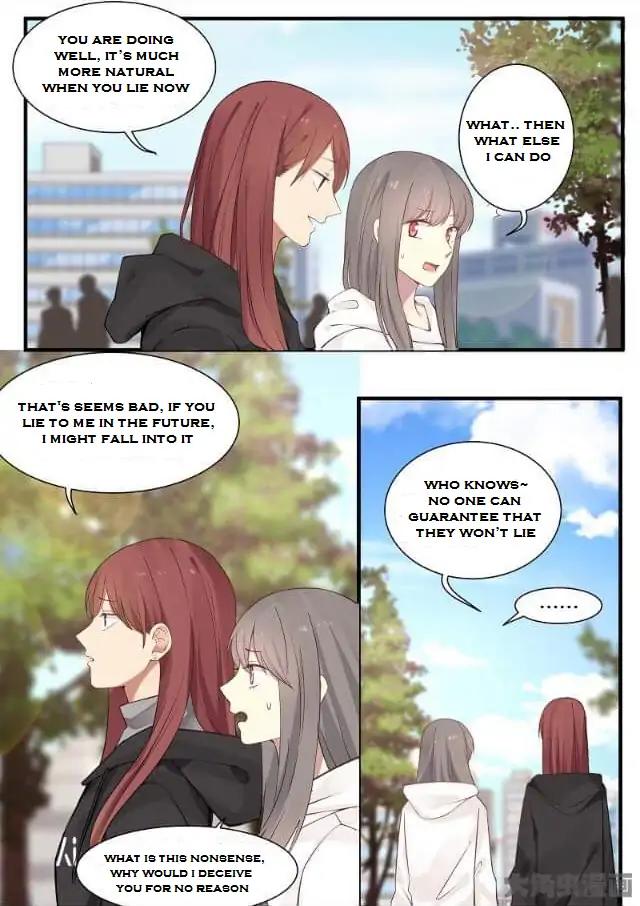 YOU ARE DOING
WELL, IT'S MUCH
MORE NATURAL
WHEN YOU LIE NOW
WHAT.. THEN
WHAT ELSE
I CAN DO
THAT'S SEEMS BAD, IF YOU
LIE TO ME IN THE FUTURE,
I MIGHT FALL INTO IT
WHAT IS THIS NONSENSE,
WHY WOULD I DECEIVE
YOU FOR NO REASON
WHO KNOWS~
NO ONE CAN
GUARANTEE THAT
THEY WON'T LIE
......